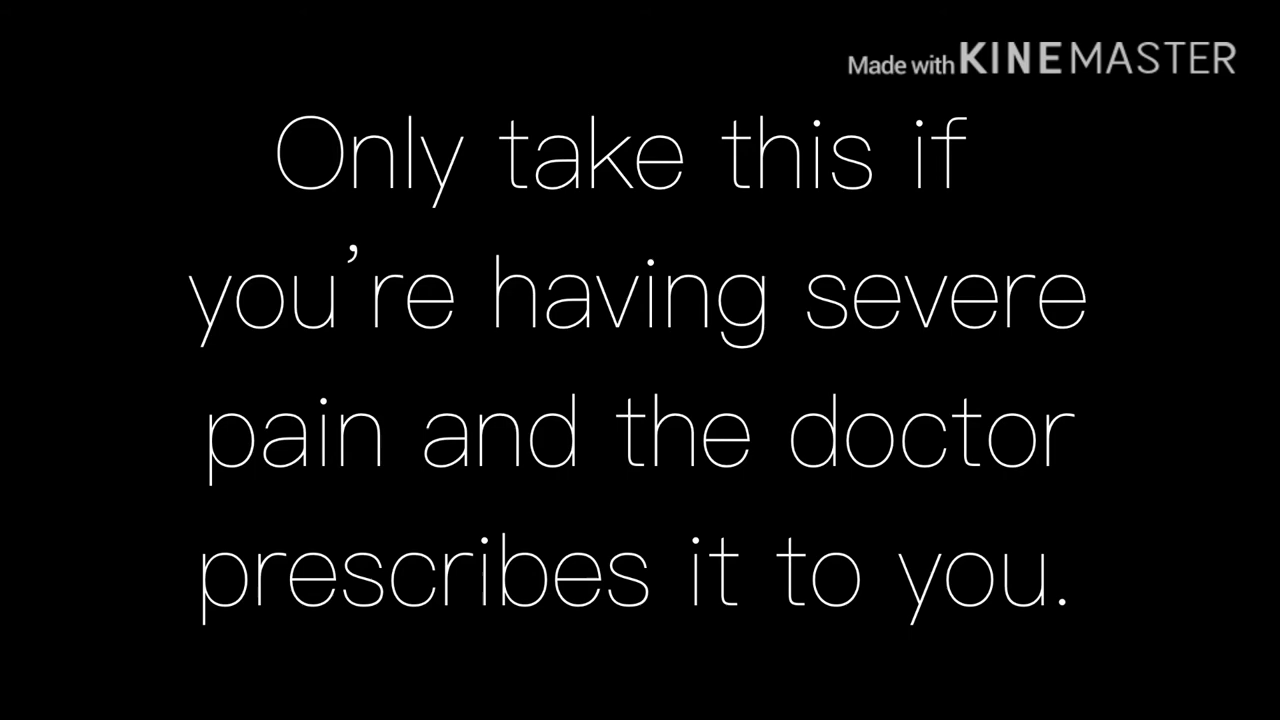 Made with KINEMASTER
Only take this if
you're having severe
pain and the doctor
prescribes it to you.